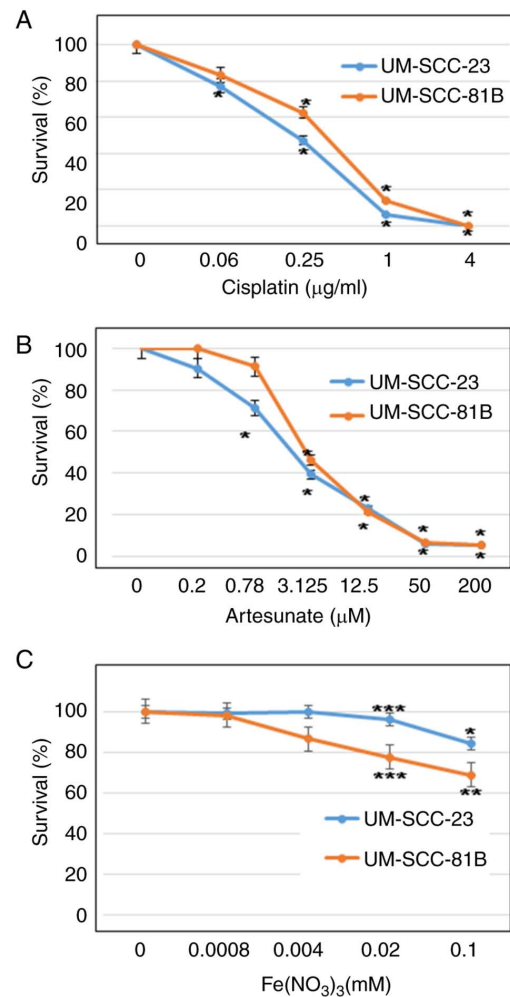 A
100
80
60
40
20
0
Survival (%)
UM-SCC-23
UM-SCC-81B
* * * * * * *
0 0.06 0.25 1 4
Cisplatin (μg/ml)
B
100
80
60
40
20
0
Survival (%)
UM-SCC-23
UM-SCC-81B
* * * * * * * * *
0 0.2 0.78 3.125 12.5 50 200
Artesunate (μM)
C
100
80
60
40
20
0
Survival (%)
*** *
*** **
UM-SCC-23
UM-SCC-81B
0 0.0008 0.004 0.02 0.1
Fe(NO₃)₃(mM)